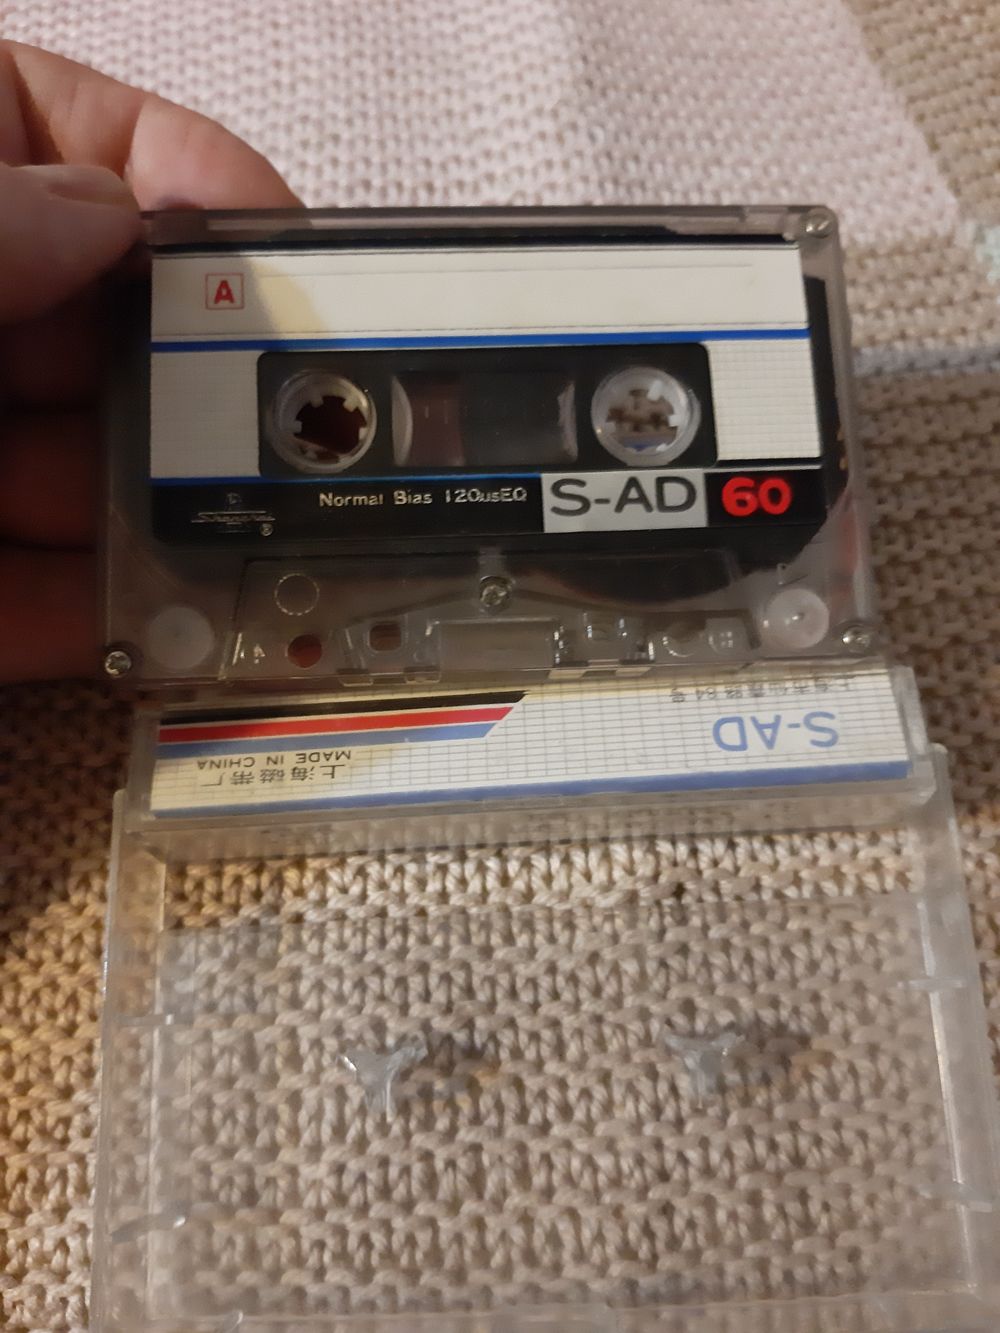 A
Normal Bias 120usEQ
S-AD 60
上海磁带厂
MADE IN CHINA
S-AD